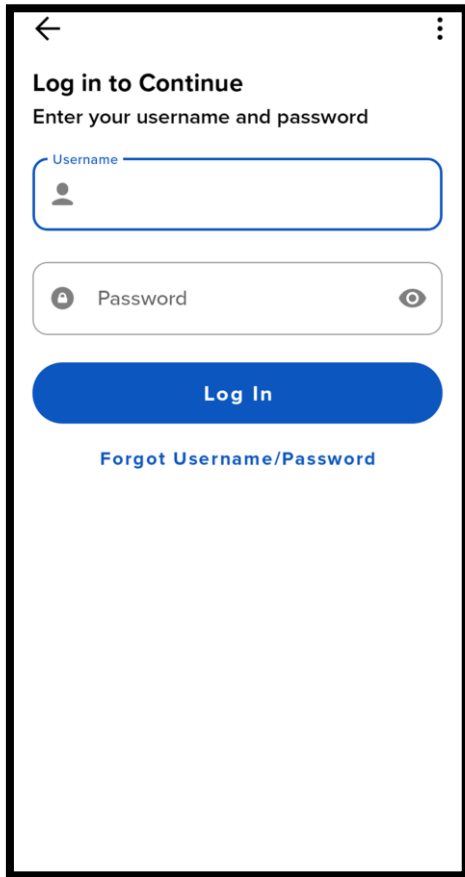 Log in to Continue
Enter your username and password
Username
Password
Log In
Forgot Username/Password